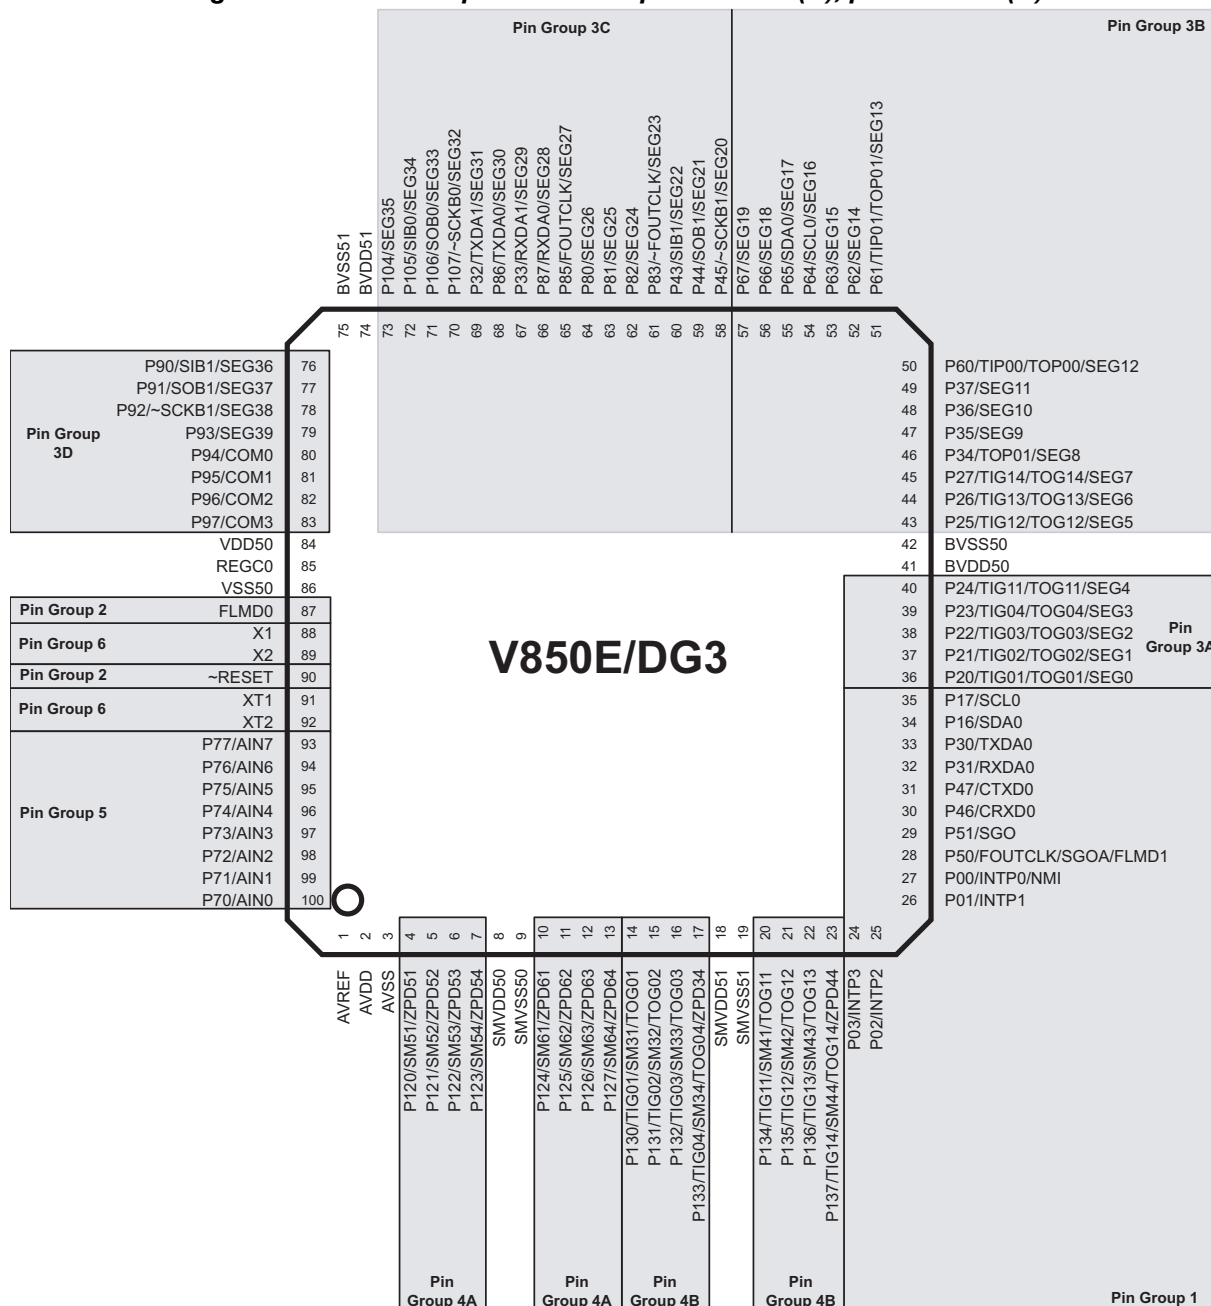 Pin Group 3C
Pin Group 3B
BVSS51
BVDD51
P104/SEG35
P105/SIB0/SEG34
P106/SOB0/SEG33
P107/~SCKB0/SEG32
P32/TXDA1/SEG31
P86/TXDA0/SEG30
P33/RXDA1/SEG29
P87/RXDA0/SEG28
P85/FOUTCLK/SEG27
P80/SEG26
P81/SEG25
P82/SEG24
P83/~FOUTCLK/SEG23
P43/SIB1/SEG22
P44/SOB1/SEG21
P45/~SCKB1/SEG20
P67/SEG19
P66/SEG18
P65/SDA0/SEG17
P64/SCL0/SEG16
P63/SEG15
P62/SEG14
P61/TIP01/TOP01/SEG13
75 74 73 72 71 70 69 68 67 66 65 64 63 62 61 60 59 58 57 56 55 54 53 52 51
Pin Group
3D
P90/SIB1/SEG36 76
P91/SOB1/SEG37 77
P92/~SCKB1/SEG38 78
P93/SEG39 79
P94/COM0 80
P95/COM1 81
P96/COM2 82
P97/COM3 83
VDD50 84
REGC0 85
VSS50 86
Pin Group 2
FLMD0 87
Pin Group 6
X1 88
X2 89
Pin Group 2
~RESET 90
Pin Group 6
XT1 91
XT2 92
Pin Group 5
P77/AIN7 93
P76/AIN6 94
P75/AIN5 95
P74/AIN4 96
P73/AIN3 97
P72/AIN2 98
P71/AIN1 99
P70/AIN0 100
V850E/DG3
50 P60/TIP00/TOP00/SEG12
49 P37/SEG11
48 P36/SEG10
47 P35/SEG9
46 P34/TOP01/SEG8
45 P27/TIG14/TOG14/SEG7
44 P26/TIG13/TOG13/SEG6
43 P25/TIG12/TOG12/SEG5
42 BVSS50
41 BVDD50
40 P24/TIG11/TOG11/SEG4
39 P23/TIG04/TOG04/SEG3
38 P22/TIG03/TOG03/SEG2
37 P21/TIG02/TOG02/SEG1
36 P20/TIG01/TOG01/SEG0
Pin
Group 3A
35 P17/SCL0
34 P16/SDA0
33 P30/TXDA0
32 P31/RXDA0
31 P47/CTXD0
30 P46/CRXD0
29 P51/SGO
28 P50/FOUTCLK/SGOA/FLMD1
27 P00/INTP0/NMI
26 P01/INTP1
1 2 3 4 5 6 7 8 9 10 11 12 13 14 15 16 17 18 19 20 21 22 23 24 25
AVREF
AVDD
AVSS
P120/SM51/ZPD51
P121/SM52/ZPD52
P122/SM53/ZPD53
P123/SM54/ZPD54
SMVDD50
SMVSS50
P124/SM61/ZPD61
P125/SM62/ZPD62
P126/SM63/ZPD63
P127/SM64/ZPD64
P130/TIG01/SM31/TOG01
P131/TIG02/SM32/TOG02
P132/TIG03/SM33/TOG03
P133/TIG04/SM34/TOG04/ZPD34
SMVDD51
SMVSS51
P134/TIG11/SM41/TOG11
P135/TIG12/SM42/TOG12
P136/TIG13/SM43/TOG13
P137/TIG14/SM44/TOG14/ZPD44
P03/INTP3
P02/INTP2
Pin
Group 4A
Pin
Group 4A
Pin
Group 4B
Pin
Group 4B
Pin Group 1